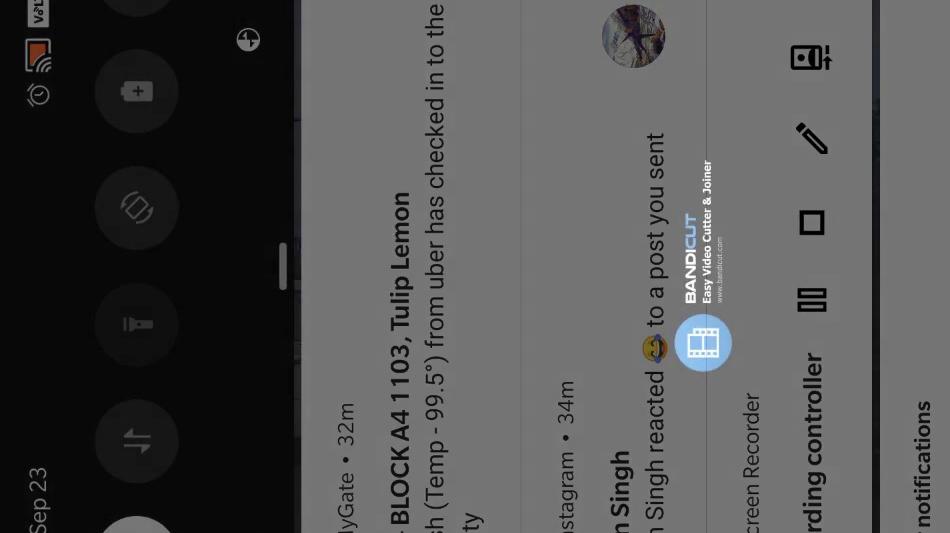 Sep 23
VoLTE
lyGate • 32m
BLOCK A4 1103, Tulip Lemon
sh (Temp - 99.5°) from uber has checked in to the
ty
nstagram • 34m
n Singh
n Singh reacted 😂 to a post you sent
BANDICUT
Easy Video Cutter & Joiner
www.bandicut.com
creen Recorder
rding controller
notifications